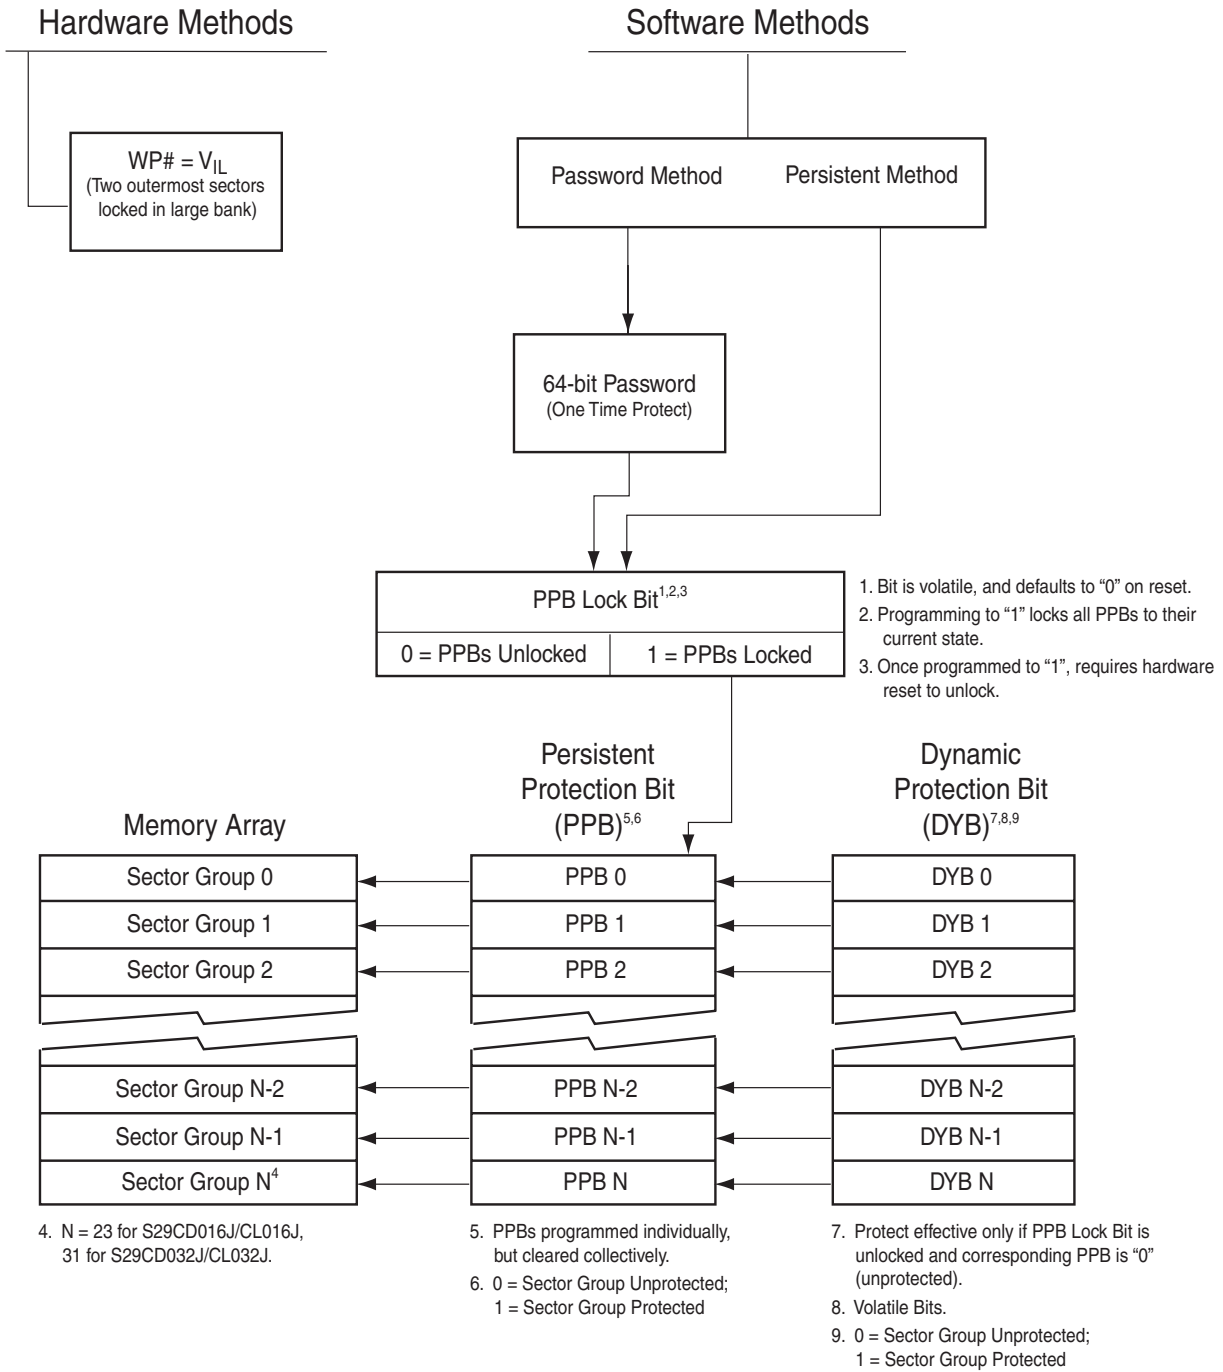 Hardware Methods
Software Methods
WP# = VIL
(Two outermost sectors
locked in large bank)
Password Method
Persistent Method
64-bit Password
(One Time Protect)
PPB Lock Bit1,2,3
0 = PPBs Unlocked
1 = PPBs Locked
1. Bit is volatile, and defaults to “0” on reset.
2. Programming to “1” locks all PPBs to their
current state.
3. Once programmed to “1”, requires hardware
reset to unlock.
Memory Array
Persistent
Protection Bit
(PPB)5,6
Dynamic
Protection Bit
(DYB)7,8,9
Sector Group 0
PPB 0
DYB 0
Sector Group 1
PPB 1
DYB 1
Sector Group 2
PPB 2
DYB 2
Sector Group N-2
PPB N-2
DYB N-2
Sector Group N-1
PPB N-1
DYB N-1
Sector Group N4
PPB N
DYB N
4. N = 23 for S29CD016J/CL016J,
31 for S29CD032J/CL032J.
5. PPBs programmed individually,
but cleared collectively.
6. 0 = Sector Group Unprotected;
1 = Sector Group Protected
7. Protect effective only if PPB Lock Bit is
unlocked and corresponding PPB is “0”
(unprotected).
8. Volatile Bits.
9. 0 = Sector Group Unprotected;
1 = Sector Group Protected